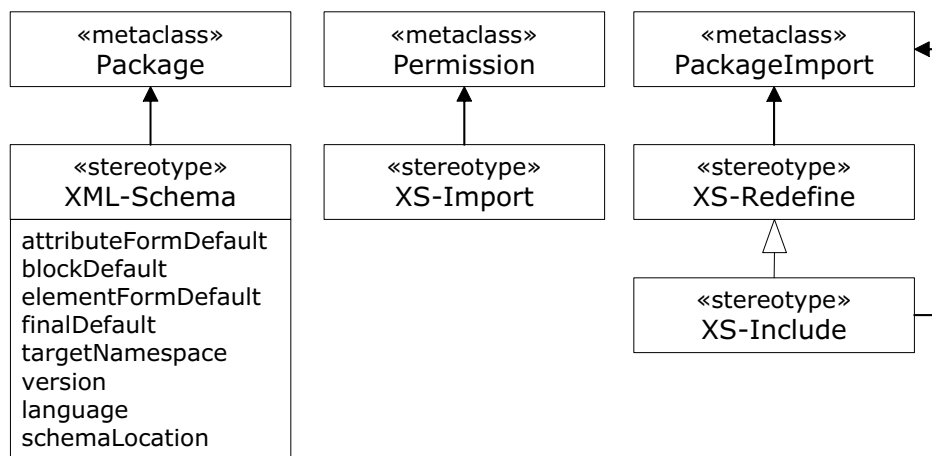 «metaclass»
Package
«metaclass»
Permission
«metaclass»
PackageImport
«stereotype»
XML-Schema
attributeFormDefault
blockDefault
elementFormDefault
finalDefault
targetNamespace
version
language
schemaLocation
«stereotype»
XS-Import
«stereotype»
XS-Redefine
«stereotype»
XS-Include